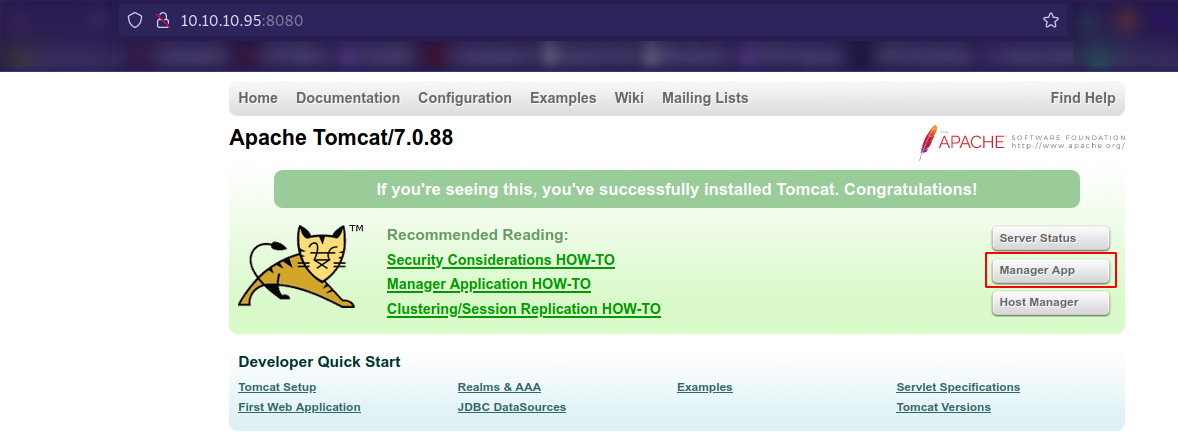 10.10.10.95:8080
Home Documentation Configuration Examples Wiki Mailing Lists Find Help
Apache Tomcat/7.0.88
THE
APACHE SOFTWARE FOUNDATION
http://www.apache.org/
If you're seeing this, you've successfully installed Tomcat. Congratulations!
TM
Recommended Reading:
Security Considerations HOW-TO
Manager Application HOW-TO
Clustering/Session Replication HOW-TO
Server Status
Manager App
Host Manager
Developer Quick Start
Tomcat Setup Realms & AAA Examples Servlet Specifications
First Web Application JDBC DataSources Tomcat Versions